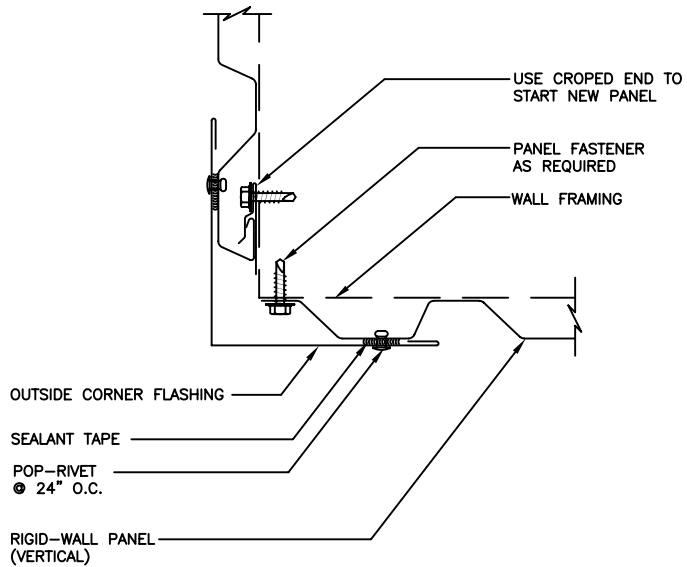 USE CROPED END TO
START NEW PANEL
PANEL FASTENER
AS REQUIRED
WALL FRAMING
OUTSIDE CORNER FLASHING
SEALANT TAPE
POP-RIVET
@ 24" O.C.
RIGID-WALL PANEL
(VERTICAL)